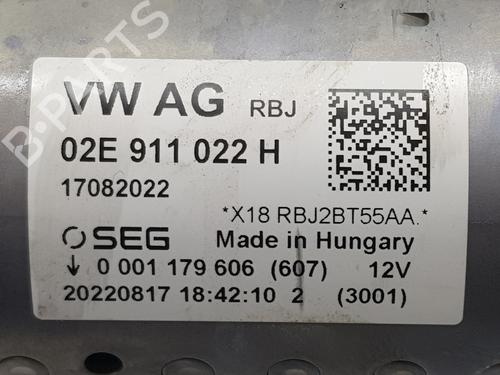 B-PARTS
VW AG RBJ
02E 911 022 H
17082022
*X18 RBJ2BT55AA.*
SEG Made in Hungary
↓ 0 001 179 606 (607) 12V
20220817 18:42:10 2 (3001)